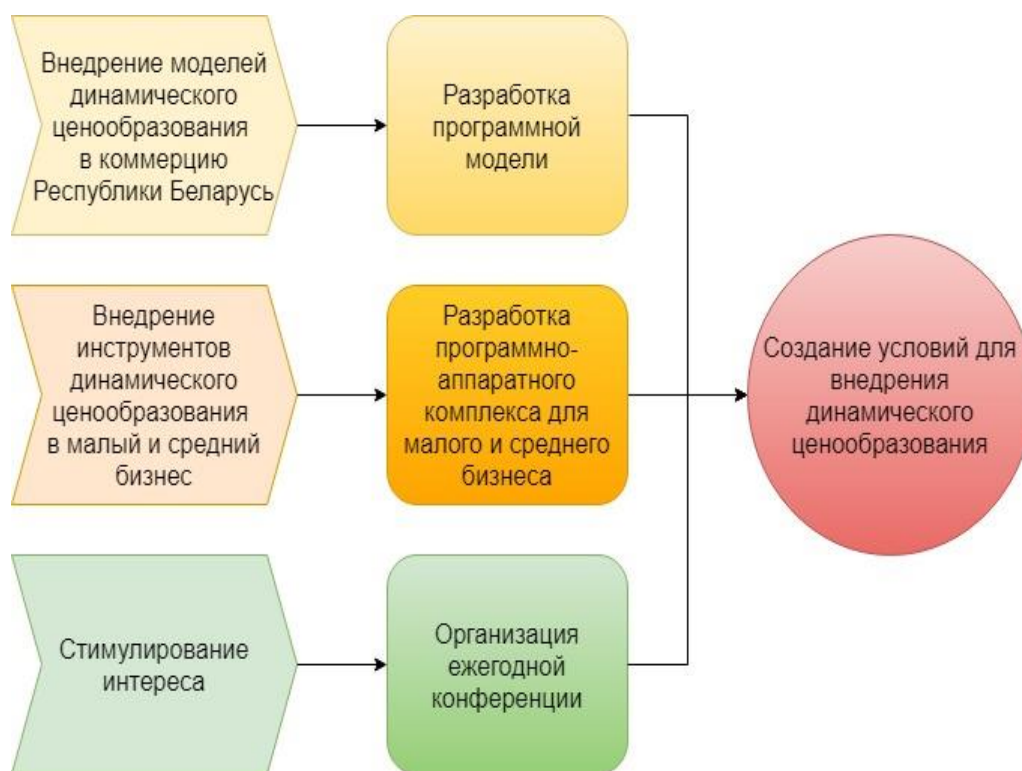 Внедрение моделей
динамического
ценообразования
в коммерцию
Республики Беларусь
Разработка
программной
модели
Внедрение
инструментов
динамического
ценообразования
в малый и средний
бизнес
Разработка
программно-
аппаратного
комплекса для
малого и среднего
бизнеса
Создание условий для
внедрения
динамического
ценообразования
Стимулирование
интереса
Организация
ежегодной
конференции